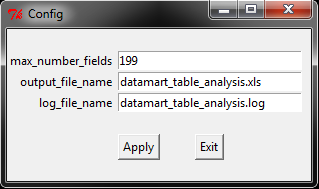 Config
max_number_fields 199
output_file_name datamart_table_analysis.xls
log_file_name datamart_table_analysis.log
Apply Exit